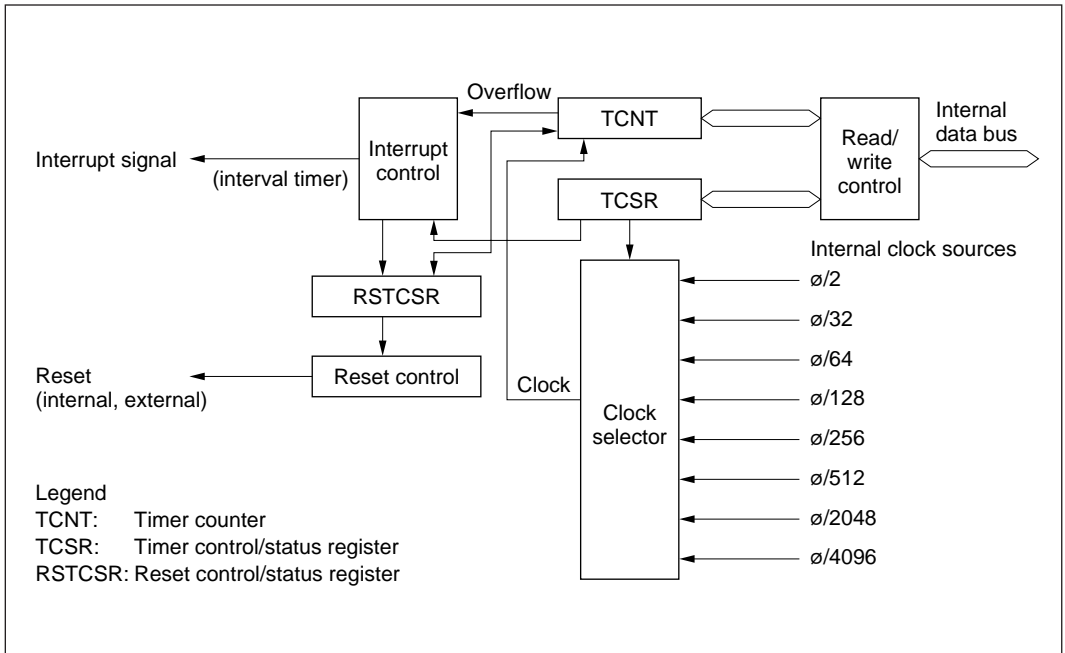 Overflow
TCNT
Internal
data bus
Interrupt
control
Read/
write
control
Interrupt signal
(interval timer)
TCSR
Internal clock sources
RSTCSR
ø/2
ø/32
ø/64
Reset control
Reset
(internal, external)
Clock
ø/128
Clock
selector
ø/256
ø/512
ø/2048
ø/4096
Legend
TCNT: Timer counter
TCSR: Timer control/status register
RSTCSR: Reset control/status register